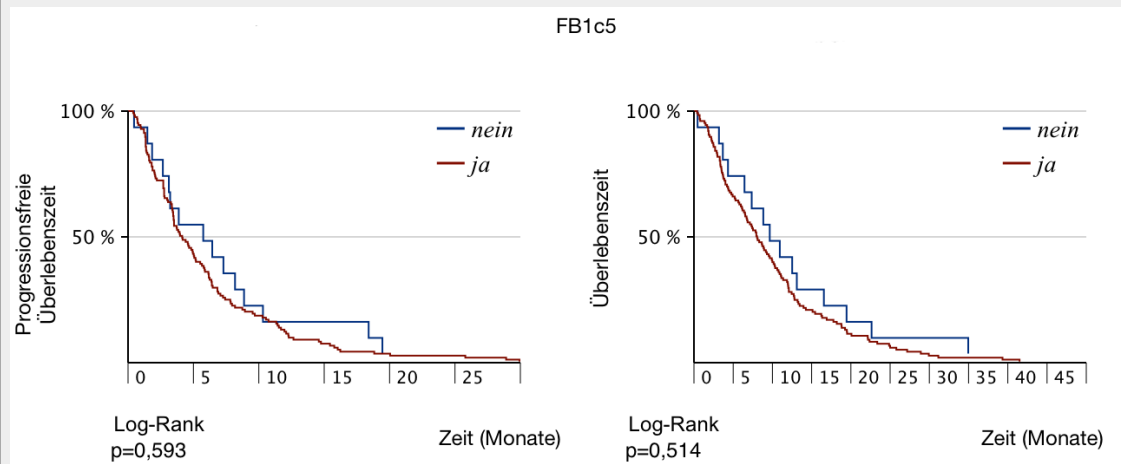 FB1c5
100 %
50 %
Progressionsfreie
Überlebenszeit
nein
ja
0 5 10 15 20 25
Log-Rank
p=0,593
Zeit (Monate)
100 %
50 %
Überlebenszeit
nein
ja
0 5 10 15 20 25 30 35 40 45
Log-Rank
p=0,514
Zeit (Monate)